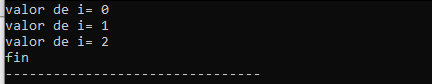 valor de i= 0
valor de i= 1
valor de i= 2
fin
--------------------------------